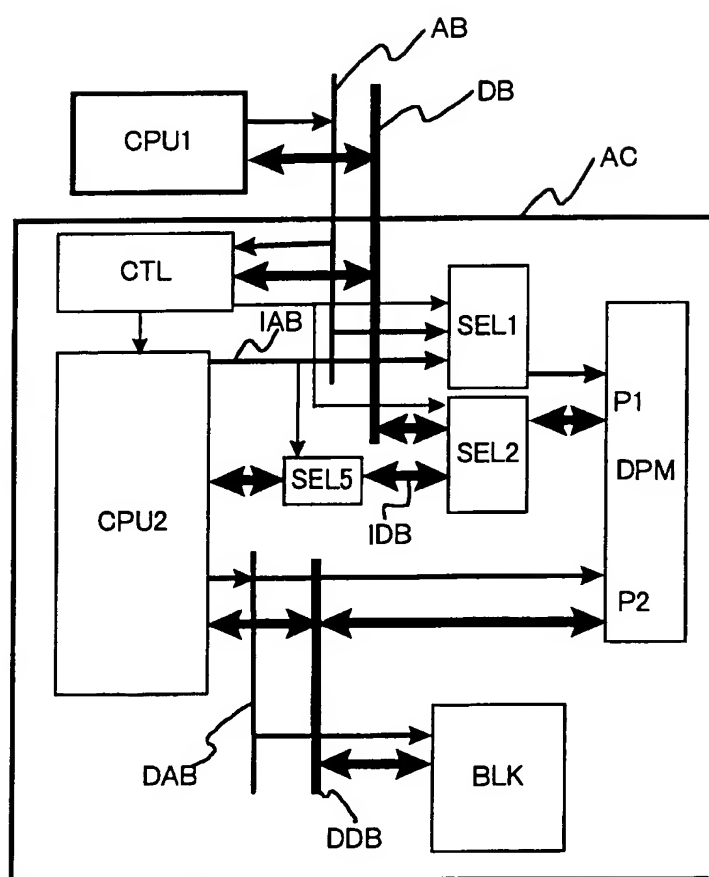 AB
DB
CPU1
AC
CTL
SEL1
IAB
P1
SEL2
DPM
SEL5
CPU2
IDB
P2
DAB
BLK
DDB